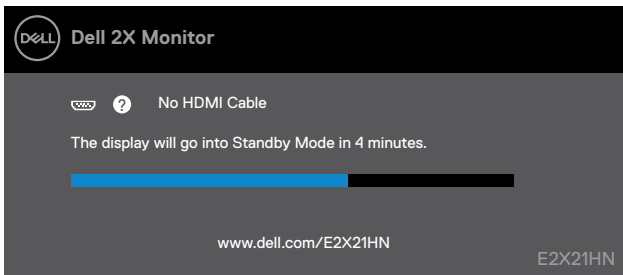 DELL Dell 2X Monitor
? No HDMI Cable
The display will go into Standby Mode in 4 minutes.
www.dell.com/E2X21HN
E2X21HN